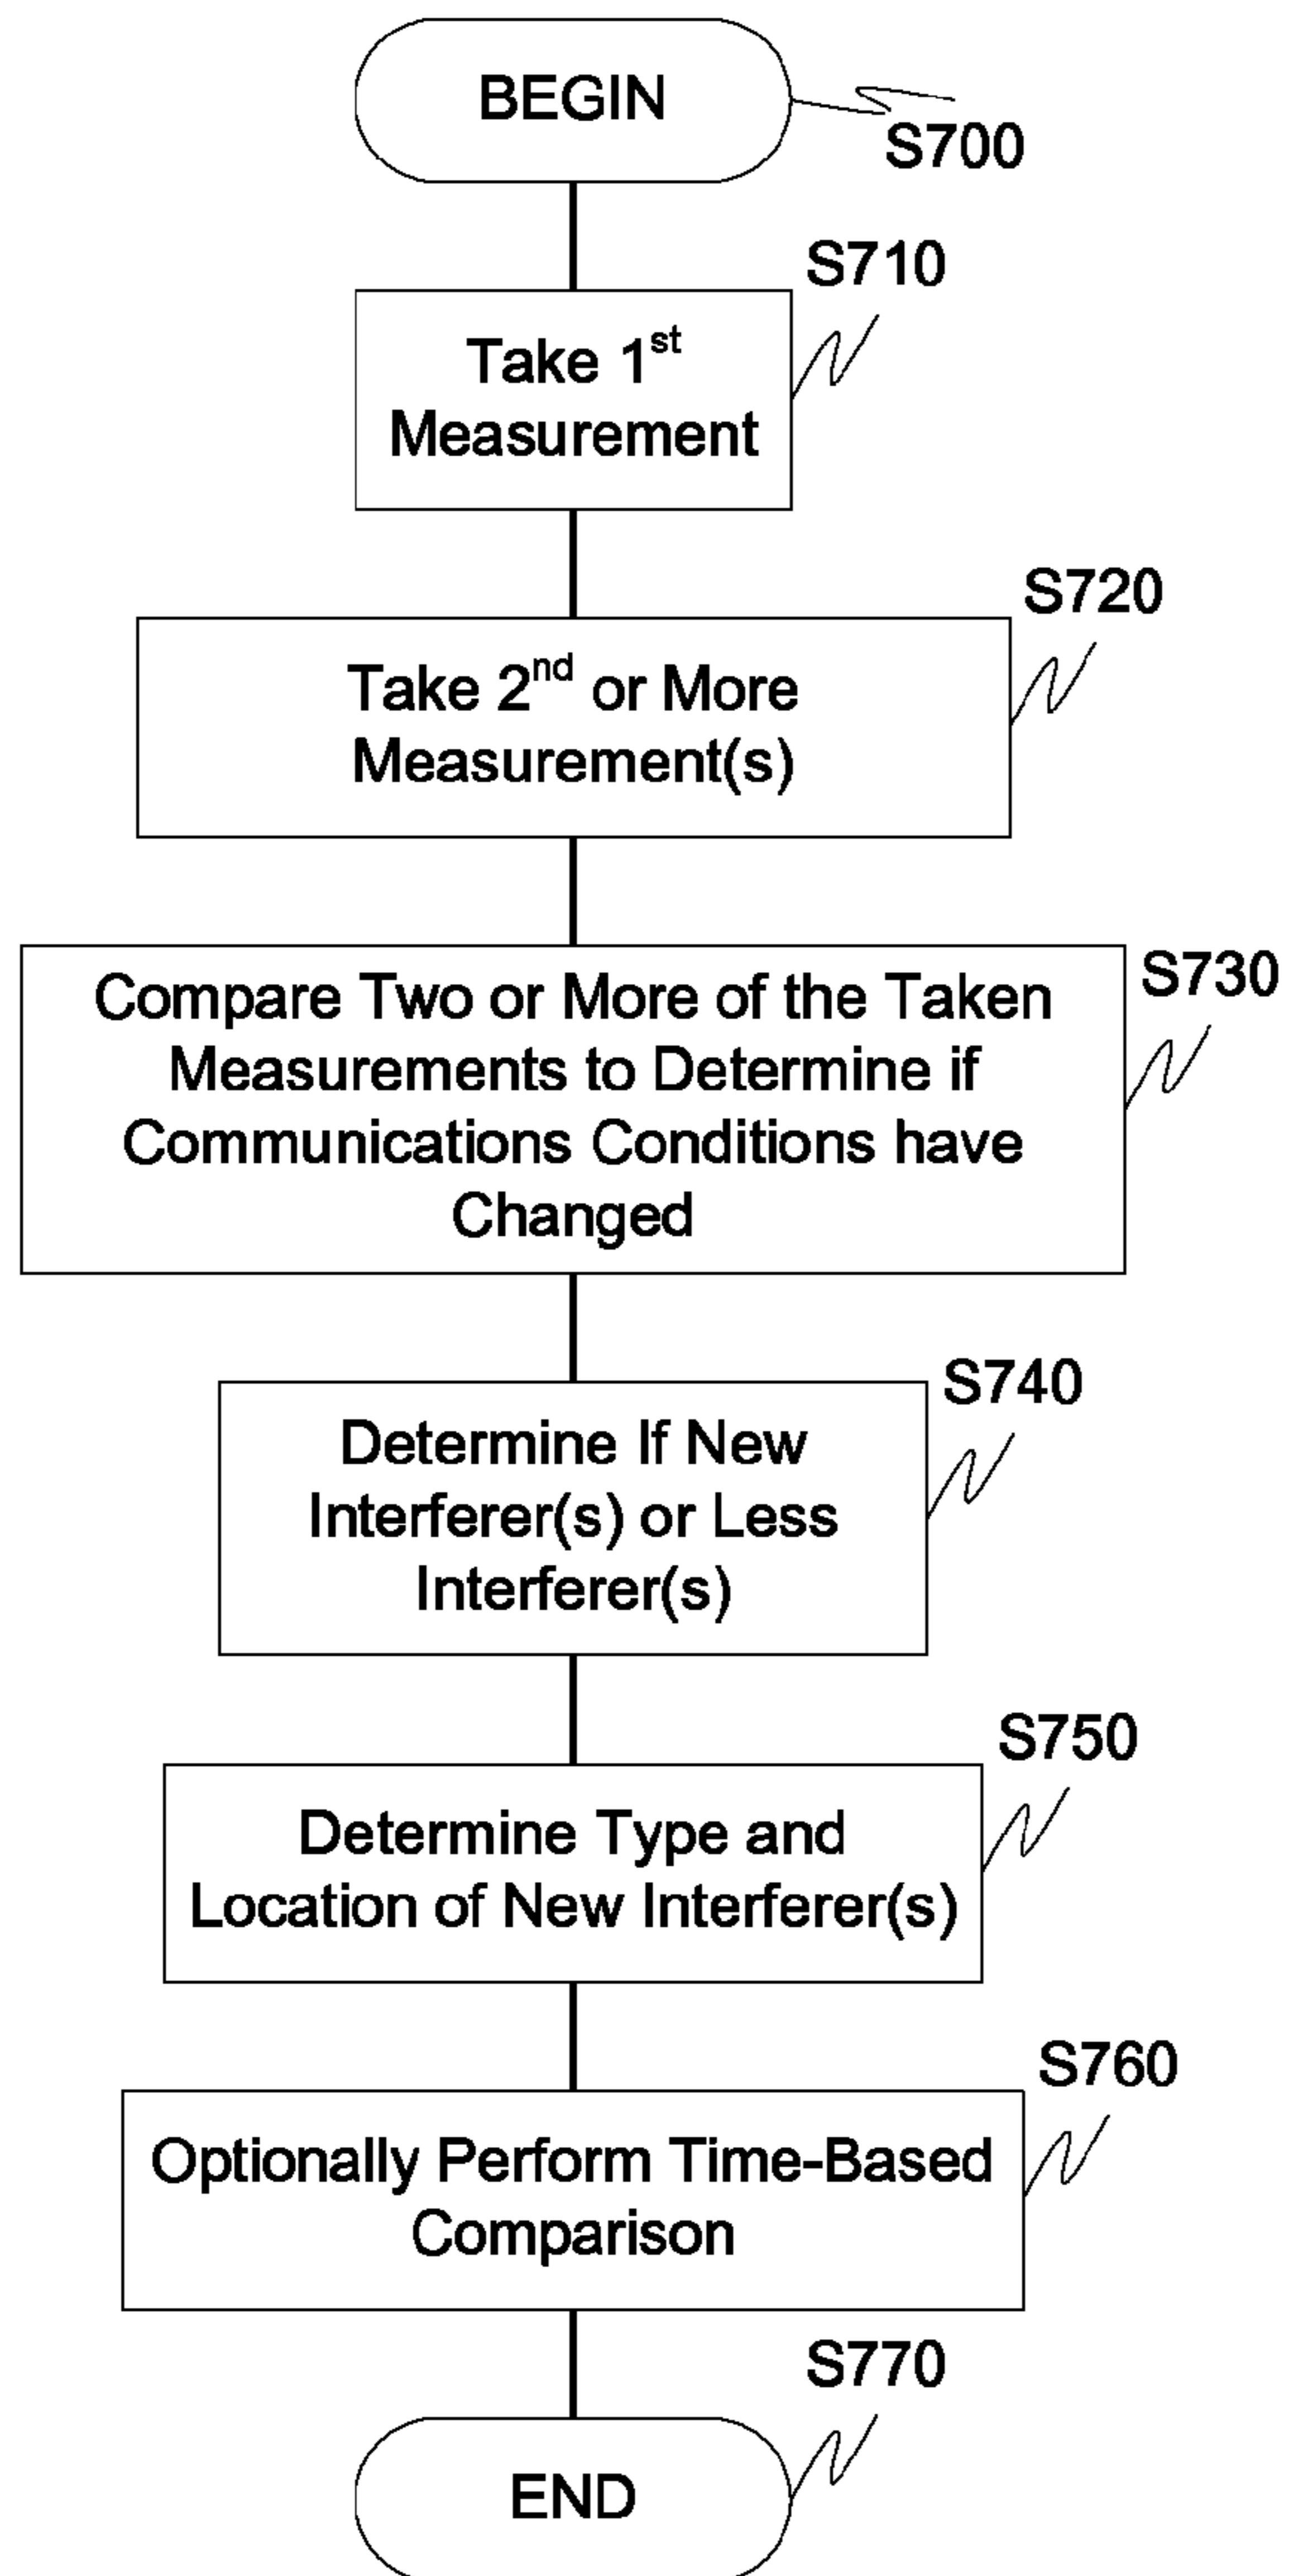 BEGIN
S700
S710
Take 1st
Measurement
S720
Take 2nd or More
Measurement(s)
S730
Compare Two or More of the Taken
Measurements to Determine if
Communications Conditions have
Changed
S740
Determine If New
Interferer(s) or Less
Interferer(s)
S750
Determine Type and
Location of New Interferer(s)
S760
Optionally Perform Time-Based
Comparison
S770
END